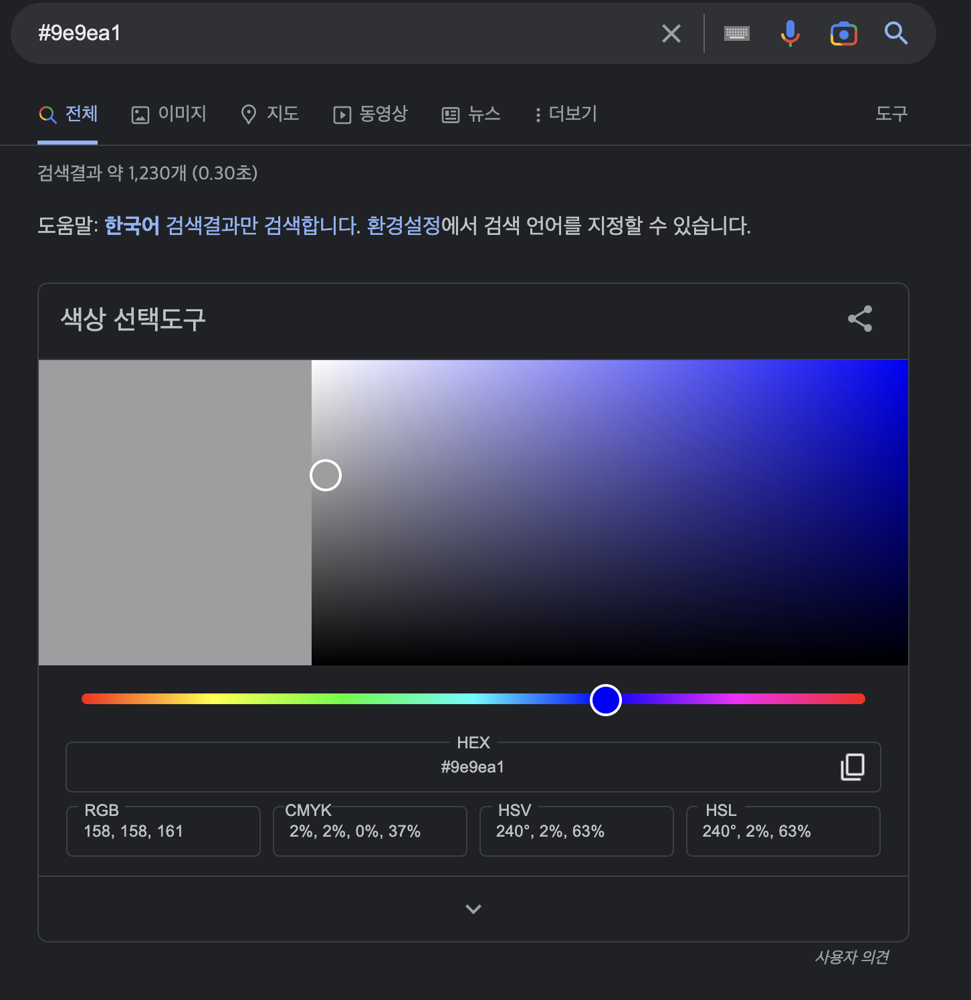 #9e9ea1
전체 이미지 지도 동영상 뉴스 더보기 도구
검색결과 약 1,230개 (0.30초)
도움말: 한국어 검색결과만 검색합니다. 환경설정에서 검색 언어를 지정할 수 있습니다.
색상 선택도구
HEX
#9e9ea1
RGB
158, 158, 161
CMYK
2%, 2%, 0%, 37%
HSV
240°, 2%, 63%
HSL
240°, 2%, 63%
사용자 의견